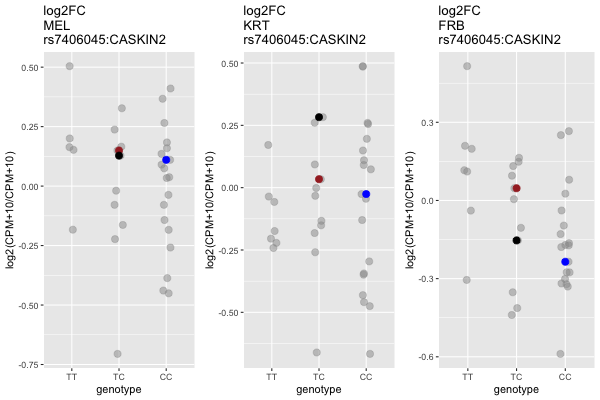 log2FC
MEL
rs7406045:CASKIN2
log2(CPM+10/CPM+10)
0.50
0.25
0.00
-0.25
-0.50
-0.75
TT
TC
CC
genotype
log2FC
KRT
rs7406045:CASKIN2
log2(CPM+10/CPM+10)
0.50
0.25
0.00
-0.25
-0.50
TT
TC
CC
genotype
log2FC
FRB
rs7406045:CASKIN2
log2(CPM+10/CPM+10)
0.3
0.0
-0.3
-0.6
TT
TC
CC
genotype